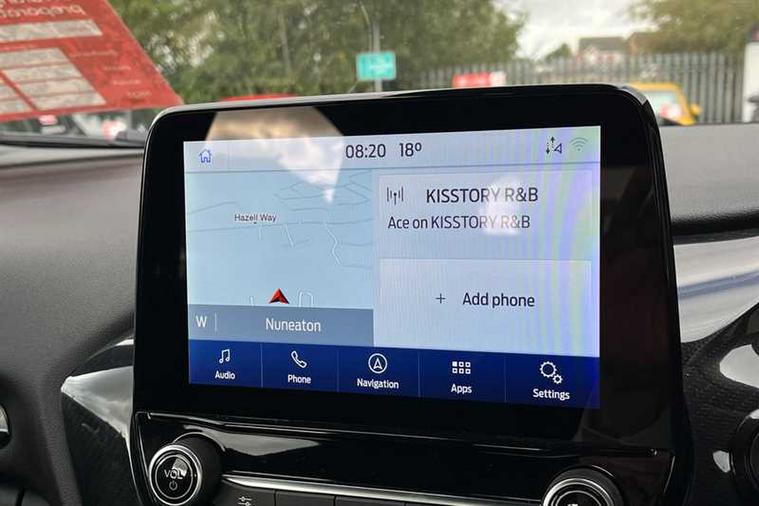 08:20 18°
KISSTORY R&B
Ace on KISSTORY R&B
Hazell Way
+ Add phone
W Nuneaton
Audio
Phone
Navigation
Apps
Settings
VOL